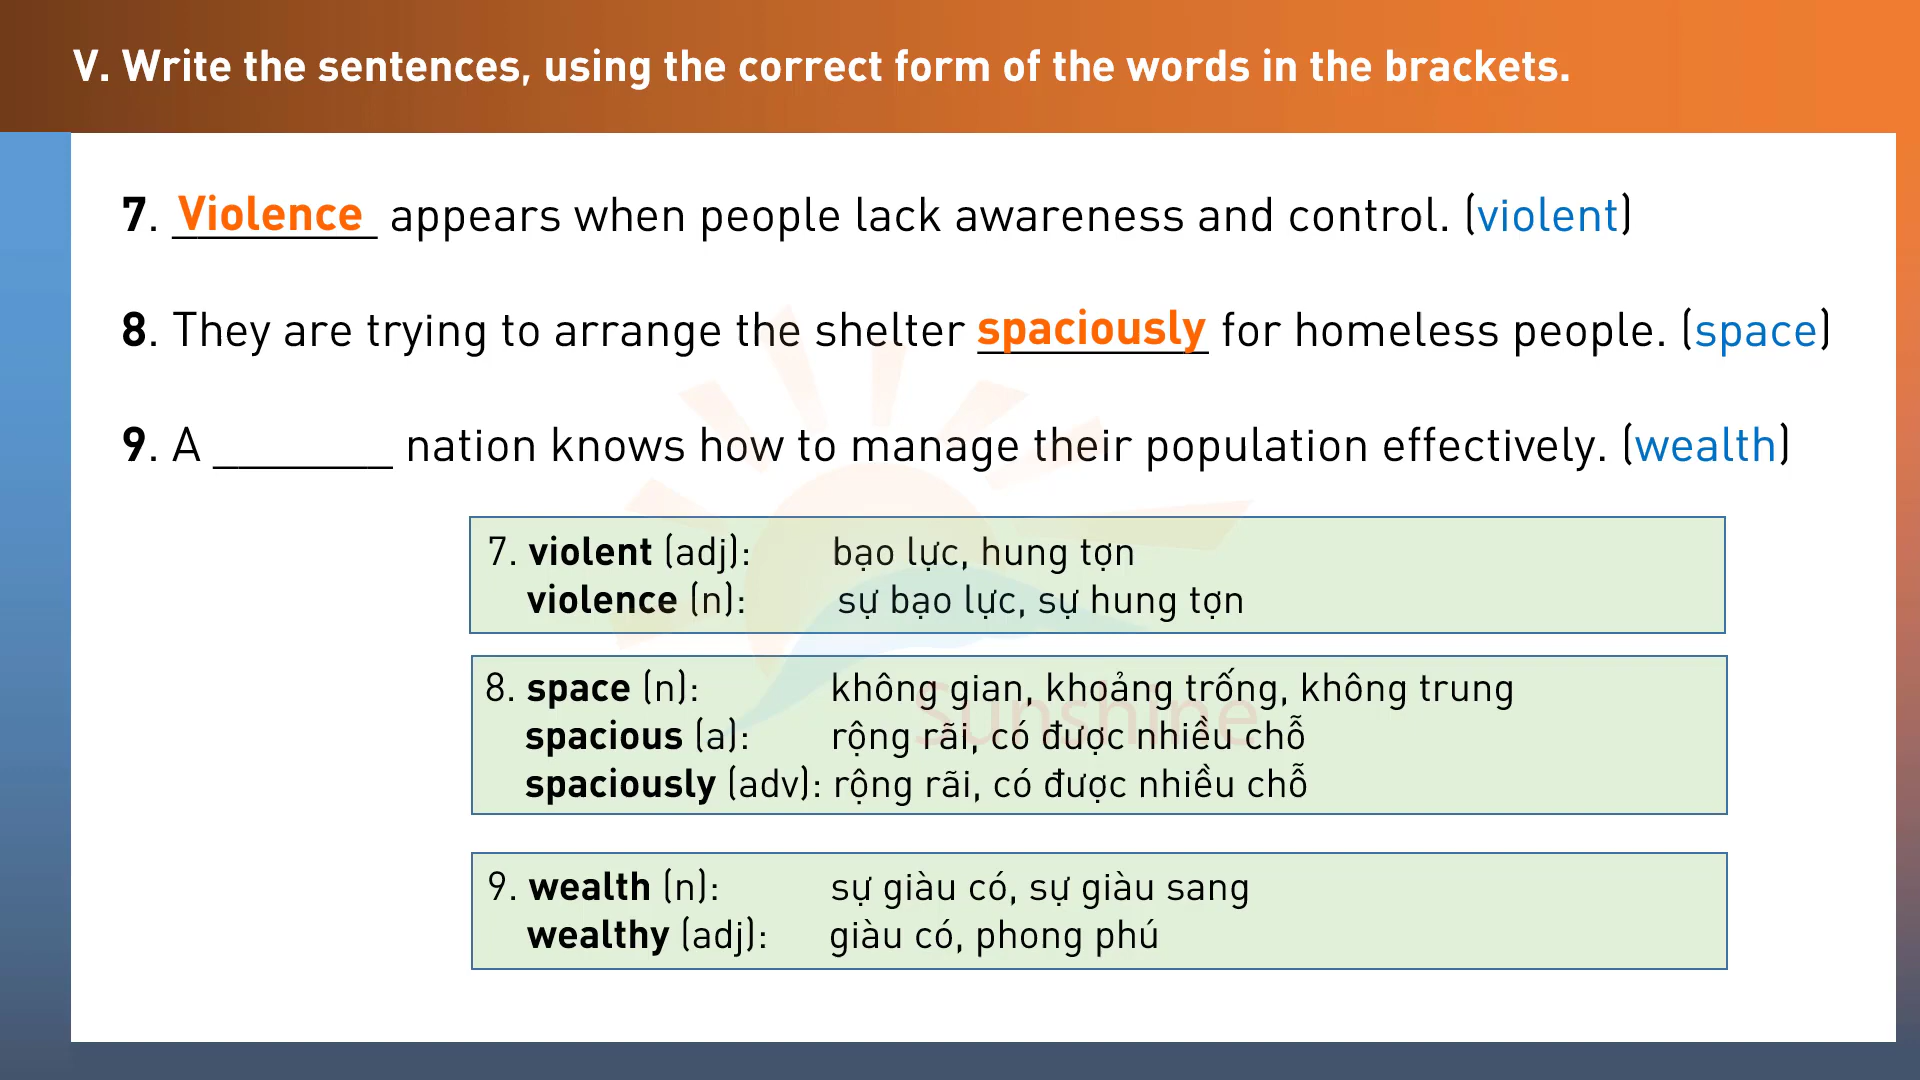 V. Write the sentences, using the correct form of the words in the brackets.
7. Violence appears when people lack awareness and control. (violent)
8. They are trying to arrange the shelter spaciously for homeless people. (space)
9. A _______ nation knows how to manage their population effectively. (wealth)
7. violent (adj): bạo lực, hung tợn
violence (n): sự bạo lực, sự hung tợn
8. space (n): không gian, khoảng trống, không trung
spacious (a): rộng rãi, có được nhiều chỗ
spaciously (adv): rộng rãi, có được nhiều chỗ
Sunshine
9. wealth (n): sự giàu có, sự giàu sang
wealthy (adj): giàu có, phong phú